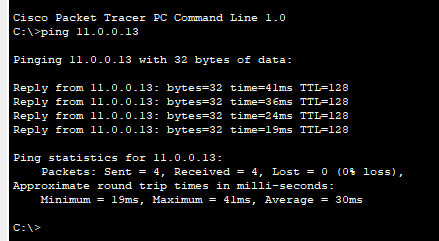 Cisco Packet Tracer PC Command Line 1.0
C:\>ping 11.0.0.13
Pinging 11.0.0.13 with 32 bytes of data:
Reply from 11.0.0.13: bytes=32 time=41ms TTL=128
Reply from 11.0.0.13: bytes=32 time=36ms TTL=128
Reply from 11.0.0.13: bytes=32 time=24ms TTL=128
Reply from 11.0.0.13: bytes=32 time=19ms TTL=128
Ping statistics for 11.0.0.13:
Packets: Sent = 4, Received = 4, Lost = 0 (0% loss),
Approximate round trip times in milli-seconds:
Minimum = 19ms, Maximum = 41ms, Average = 30ms
C:\>